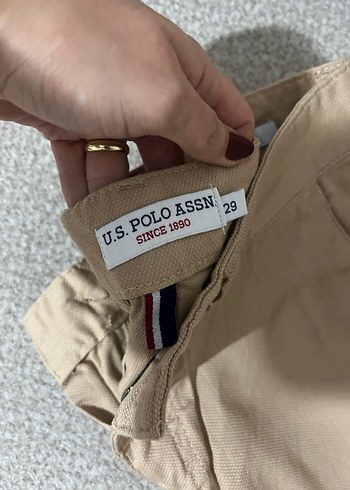 U.S. POLO ASSN.
SINCE 1890
29